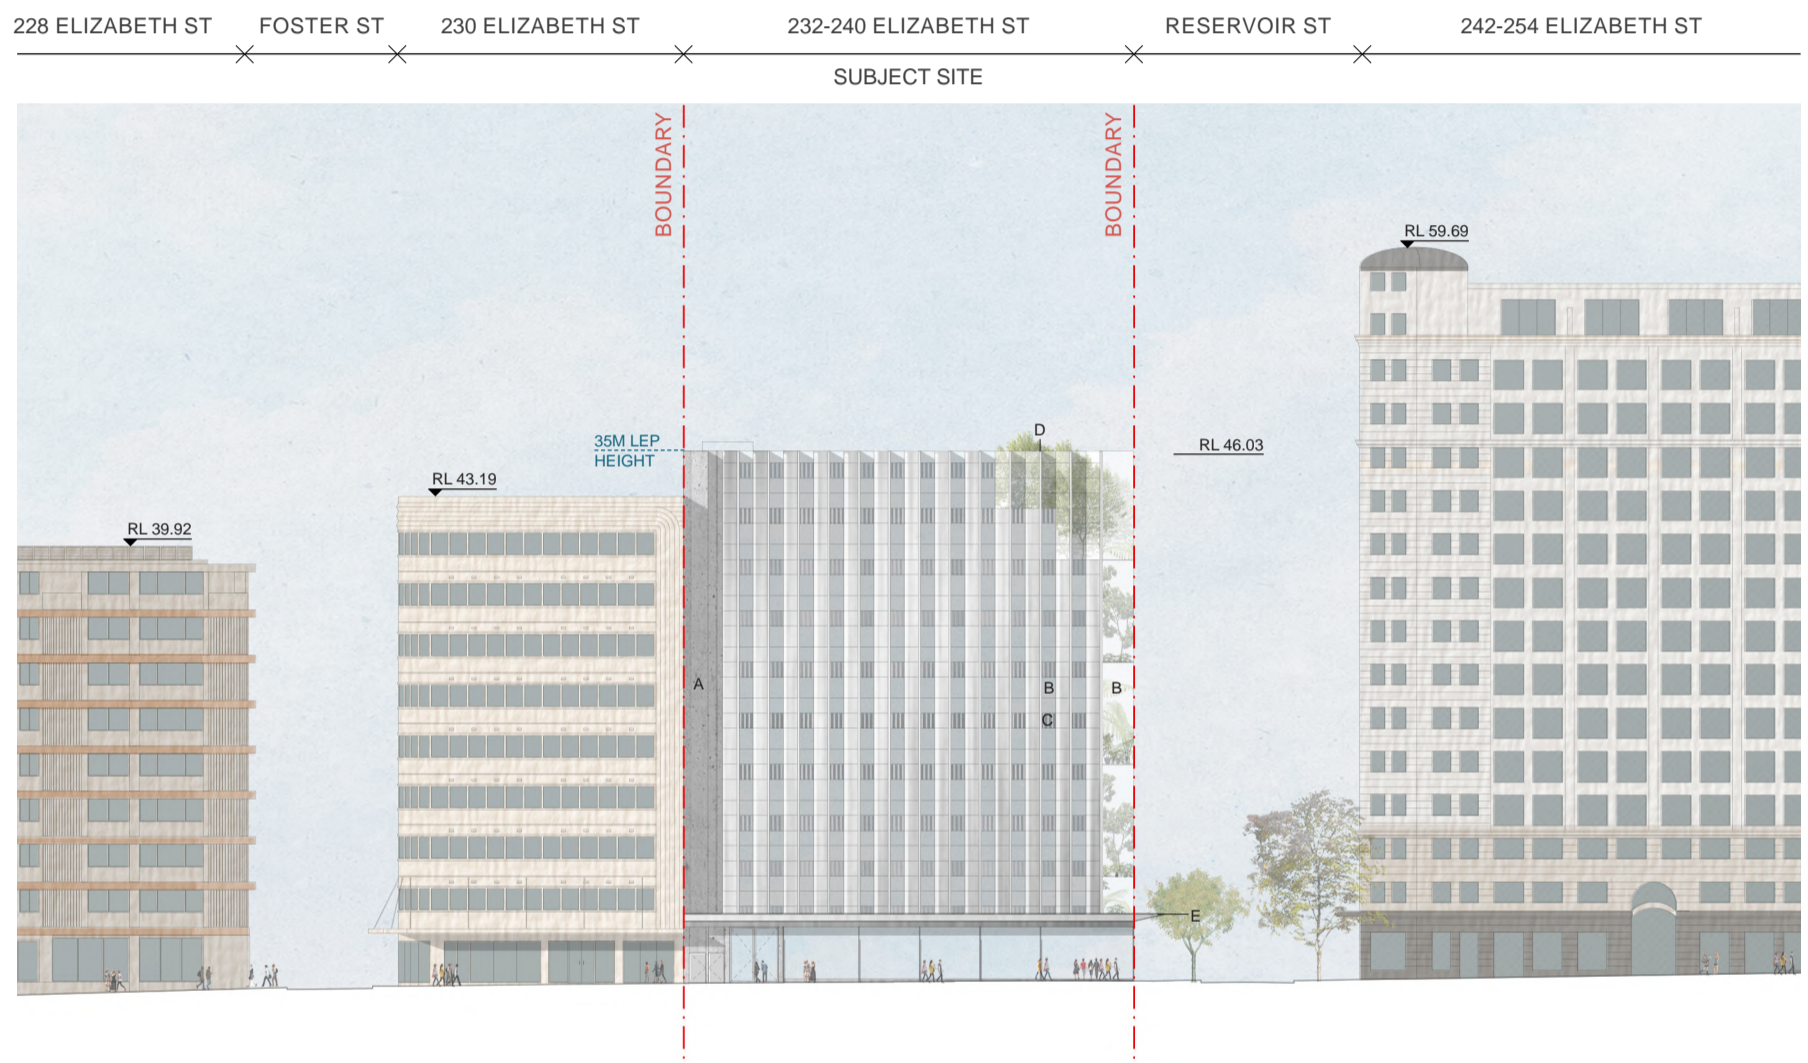 228 ELIZABETH ST
FOSTER ST
230 ELIZABETH ST
232-240 ELIZABETH ST
RESERVOIR ST
242-254 ELIZABETH ST
SUBJECT SITE
BOUNDARY
BOUNDARY
RL 59.69
D
35M LEP
HEIGHT
RL 46.03
RL 43.19
RL 39.92
A
B
B
C
E